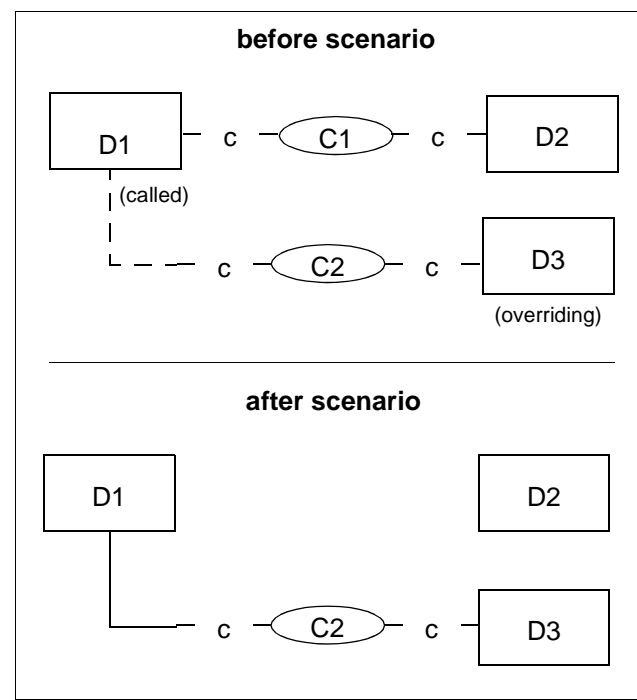 before scenario
D1 c C1 c D2
(called)
c C2 c D3
(overriding)
after scenario
D1 D2
c C2 c D3